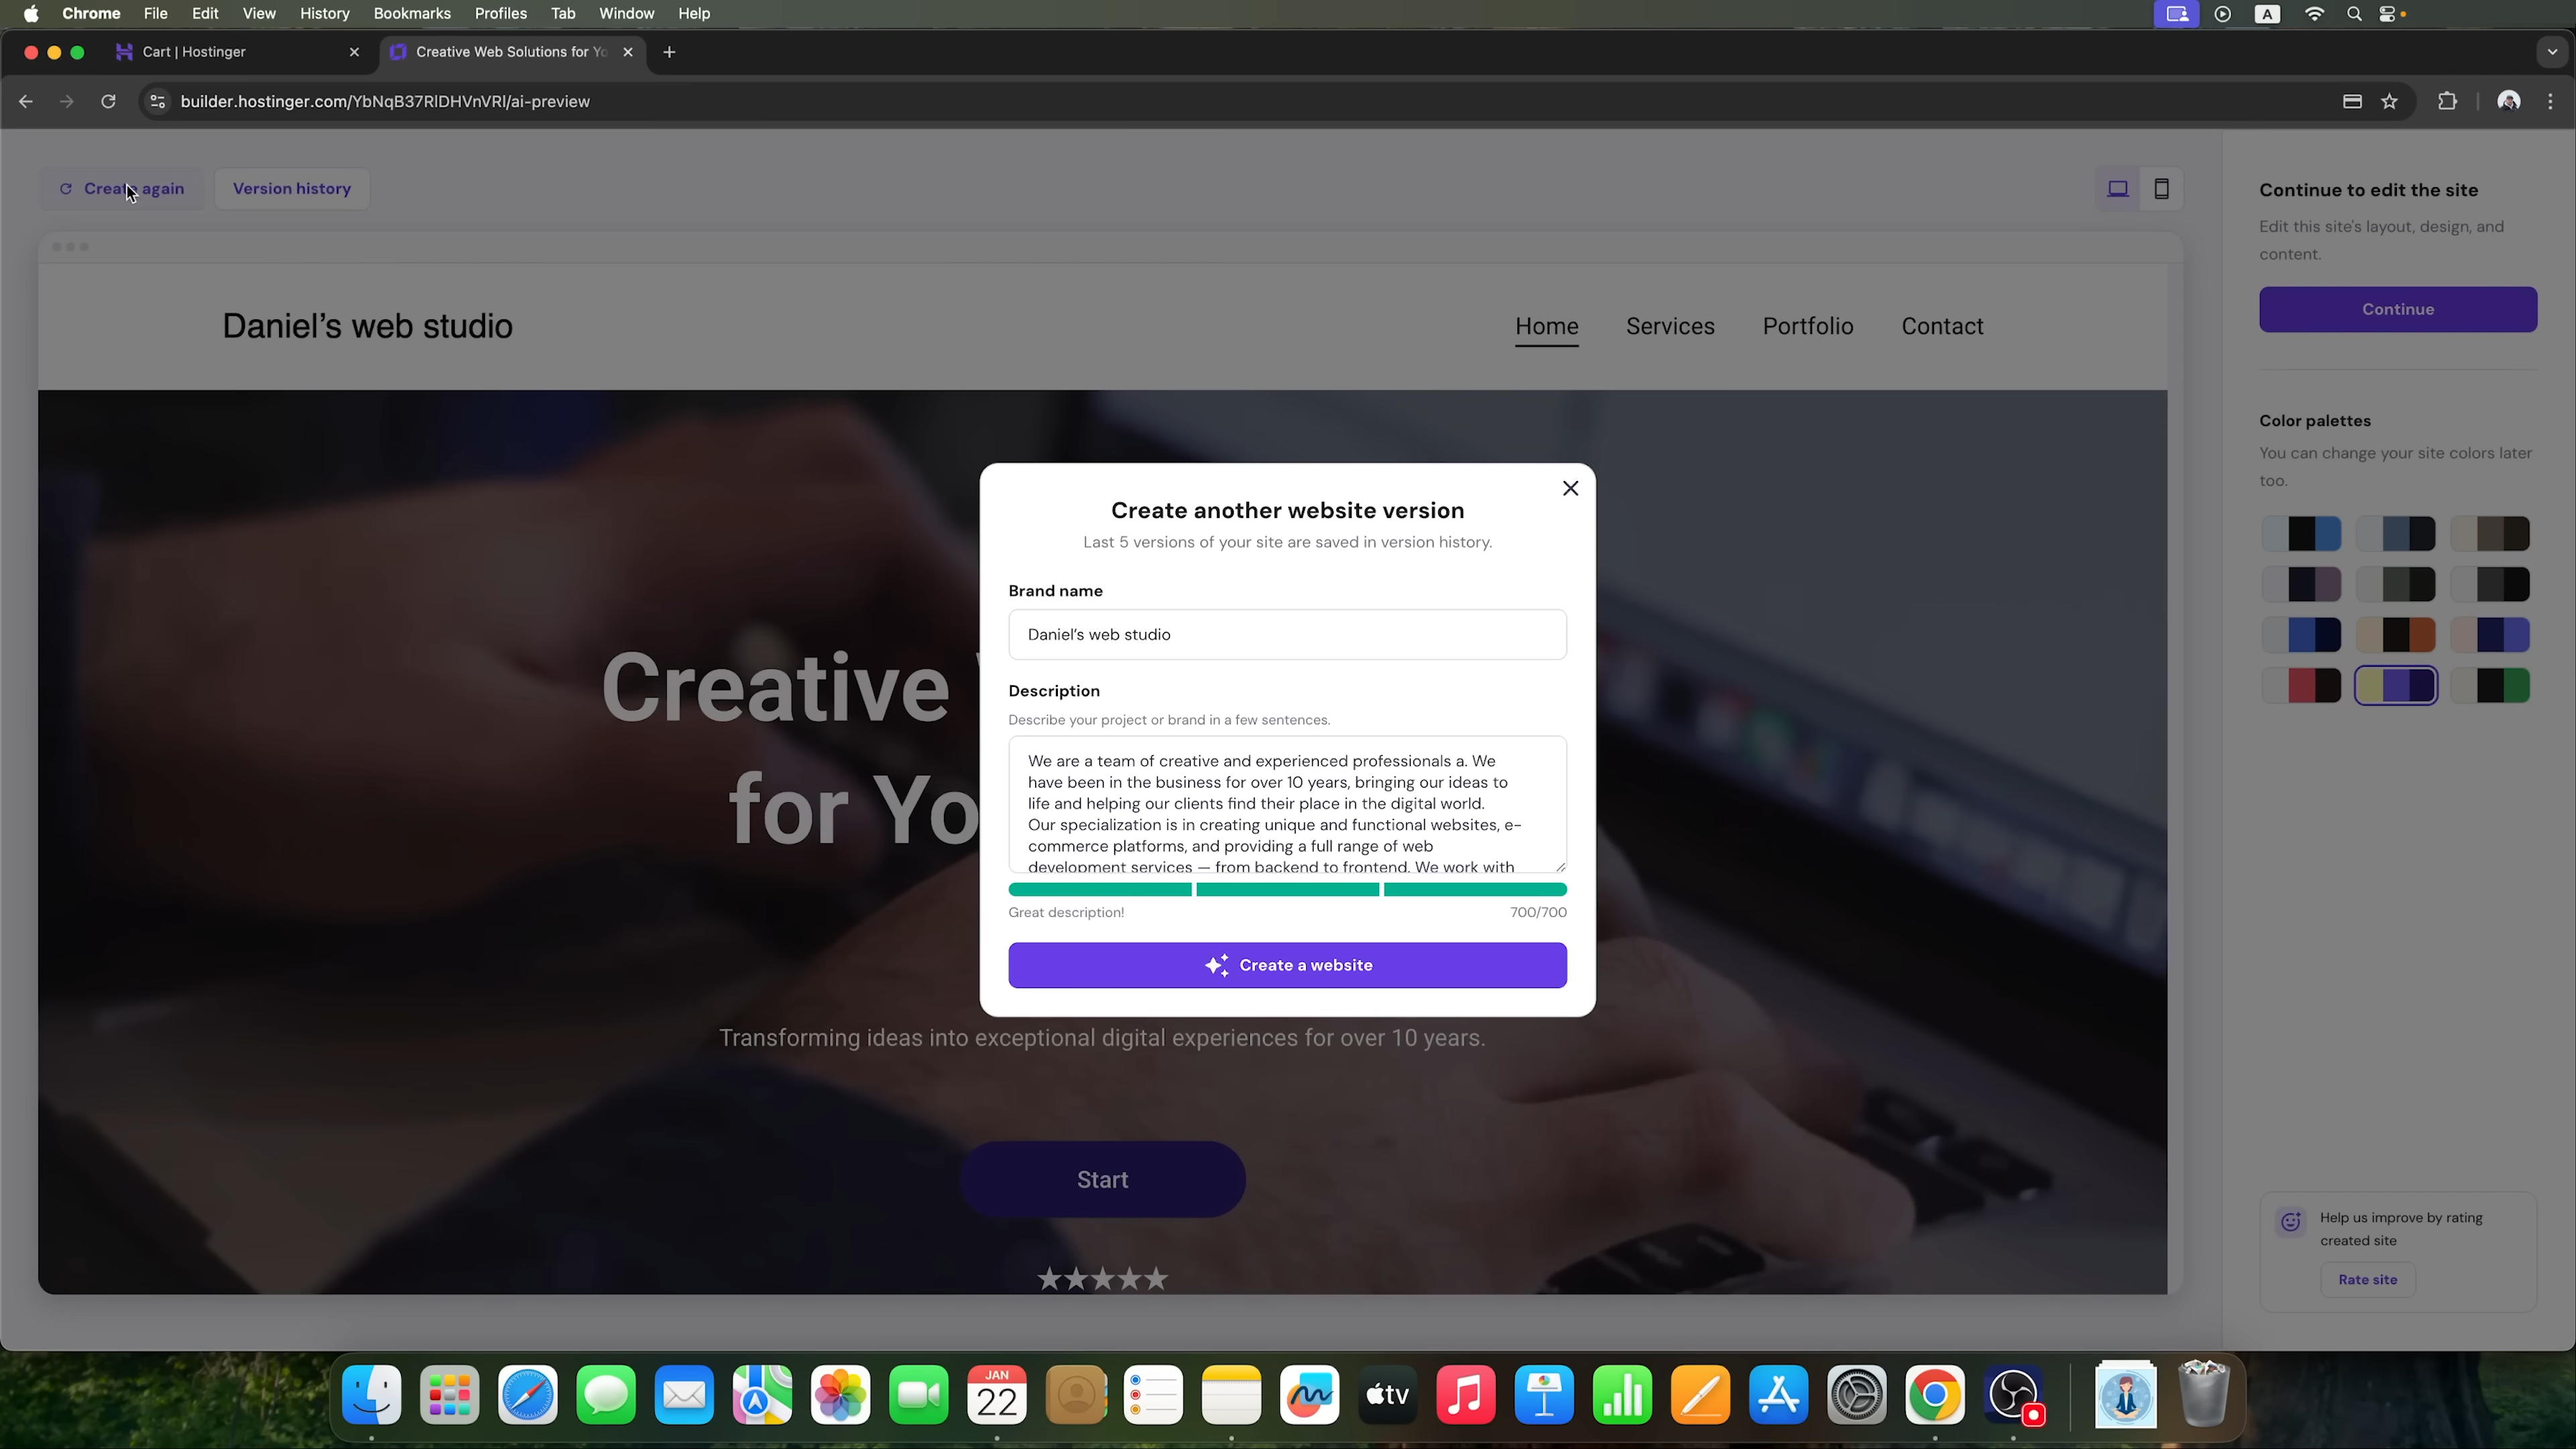 Chrome File Edit View History Bookmarks Profiles Tab Window Help
A
Cart | Hostinger
Creative Web Solutions for Yo
builder.hostinger.com/YbNqB37RlDHVnVRl/ai-preview
Create again
Version history
Continue to edit the site
Edit this site's layout, design, and
content.
Continue
Daniel's web studio
Home Services Portfolio Contact
Color palettes
You can change your site colors later
too.
Creative
for Yo
Create another website version
Last 5 versions of your site are saved in version history.
Brand name
Daniel's web studio
Description
Describe your project or brand in a few sentences.
We are a team of creative and experienced professionals a. We
have been in the business for over 10 years, bringing our ideas to
life and helping our clients find their place in the digital world.
Our specialization is in creating unique and functional websites, e-
commerce platforms, and providing a full range of web
development services — from backend to frontend. We work with
Great description!
700/700
Create a website
Transforming ideas into exceptional digital experiences for over 10 years.
Start
Help us improve by rating
created site
Rate site
JAN
22
tv